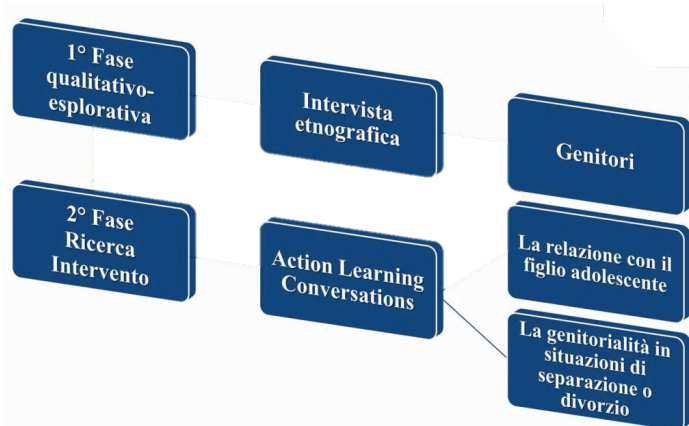 1° Fase
qualitativo-
esplorativa
Intervista
etnografica
Genitori
2° Fase
Ricerca
Intervento
Action Learning
Conversations
La relazione con il
figlio adolescente
La genitorialità in
situazioni di
separazione o
divorzio